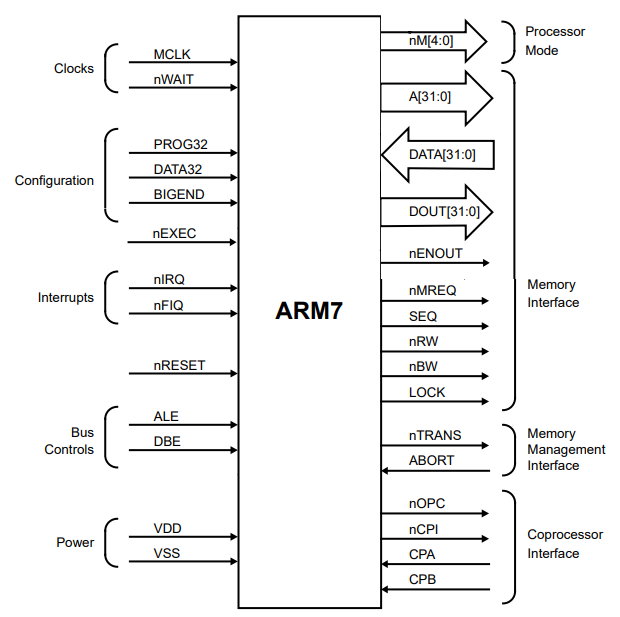 Clocks
MCLK
nWAIT
Configuration
PROG32
DATA32
BIGEND
nEXEC
Interrupts
nIRQ
nFIQ
nRESET
Bus
Controls
ALE
DBE
Power
VDD
VSS
ARM7
nM[4:0]
Processor
Mode
A[31:0]
DATA[31:0]
DOUT[31:0]
nENOUT
nMREQ
SEQ
nRW
nBW
LOCK
Memory
Interface
nTRANS
ABORT
Memory
Management
Interface
nOPC
nCPI
CPA
CPB
Coprocessor
Interface